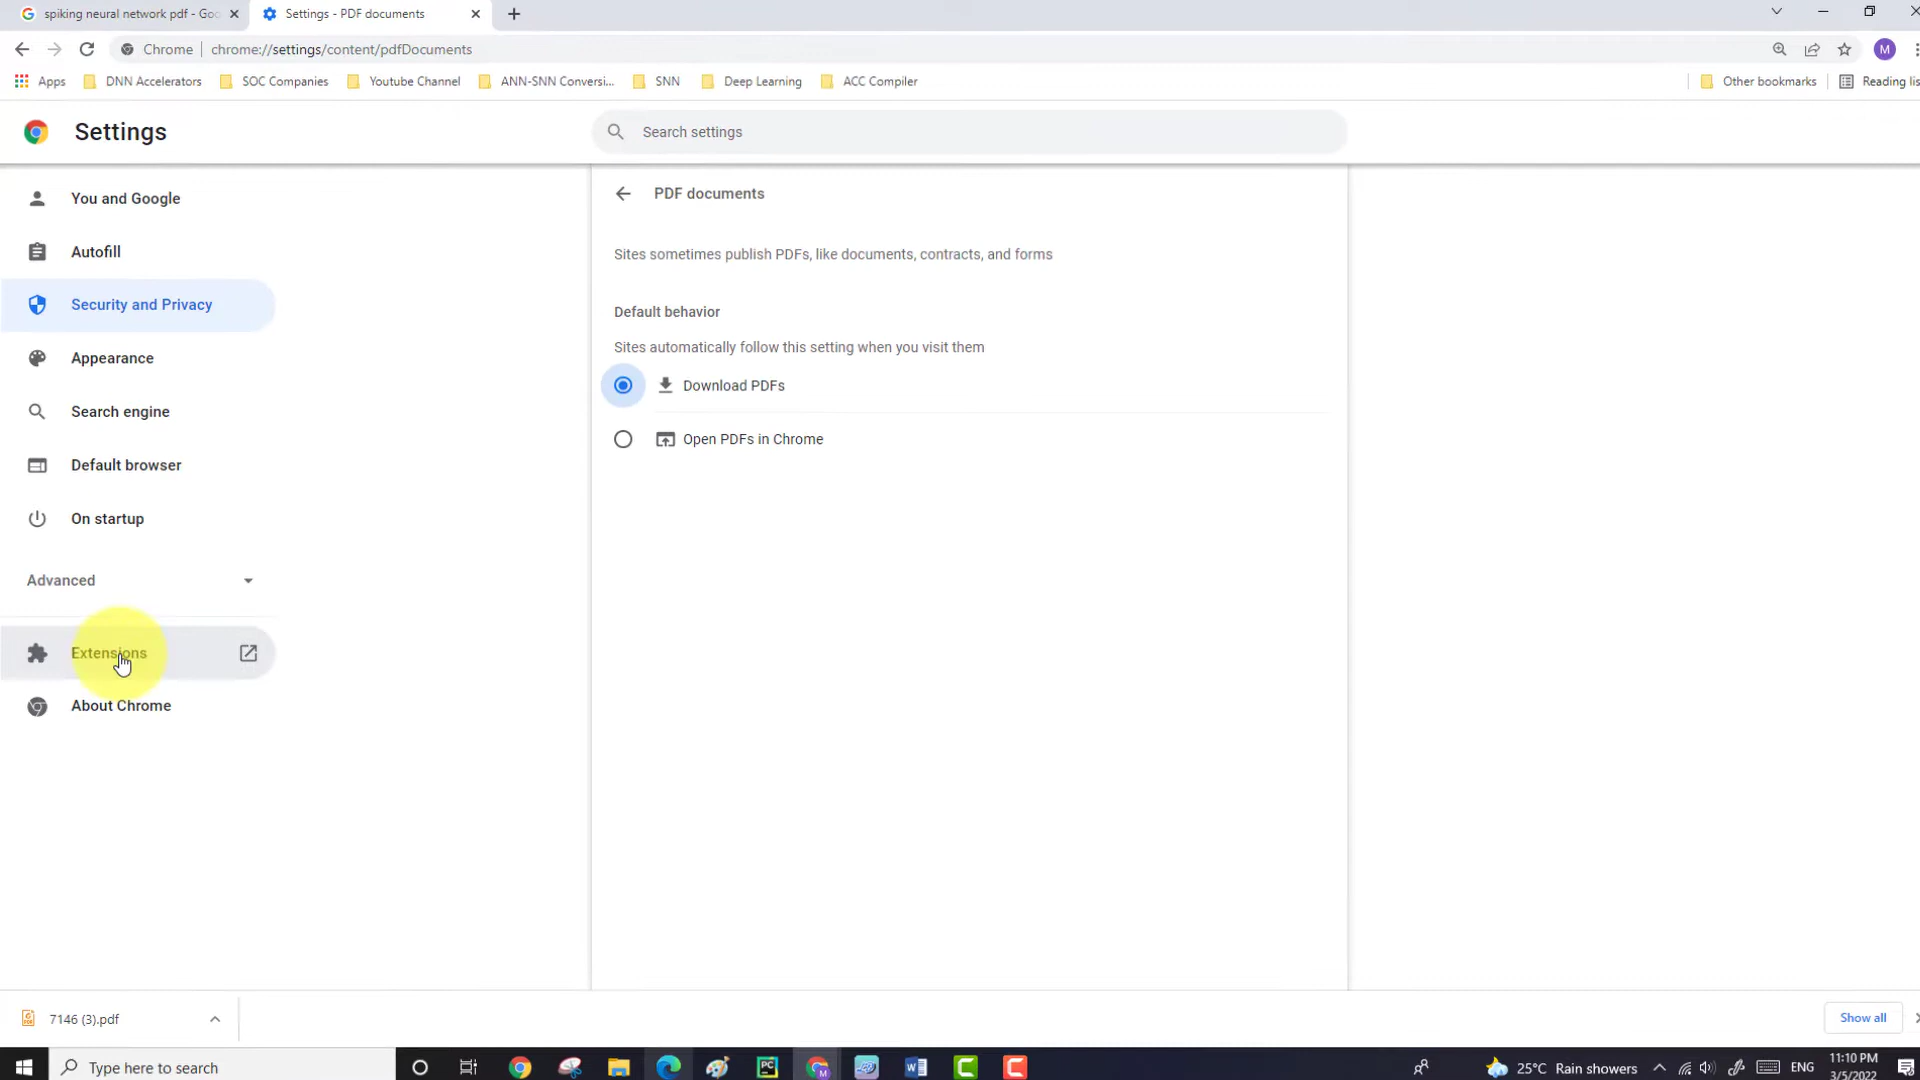 spiking neural network pdf - Goo
Settings - PDF documents
Chrome
chrome://settings/content/pdfDocuments
M
Apps
DNN Accelerators
SOC Companies
Youtube Channel
ANN-SNN Conversi...
SNN
Deep Learning
ACC Compiler
Other bookmarks
Reading lis
Settings
Search settings
You and Google
Autofill
Security and Privacy
Appearance
Search engine
Default browser
On startup
Advanced
Extensions
About Chrome
PDF documents
Sites sometimes publish PDFs, like documents, contracts, and forms
Default behavior
Sites automatically follow this setting when you visit them
Download PDFs
Open PDFs in Chrome
7146 (3).pdf
Show all
Type here to search
25°C Rain showers
ENG
11:10 PM
3/5/2022